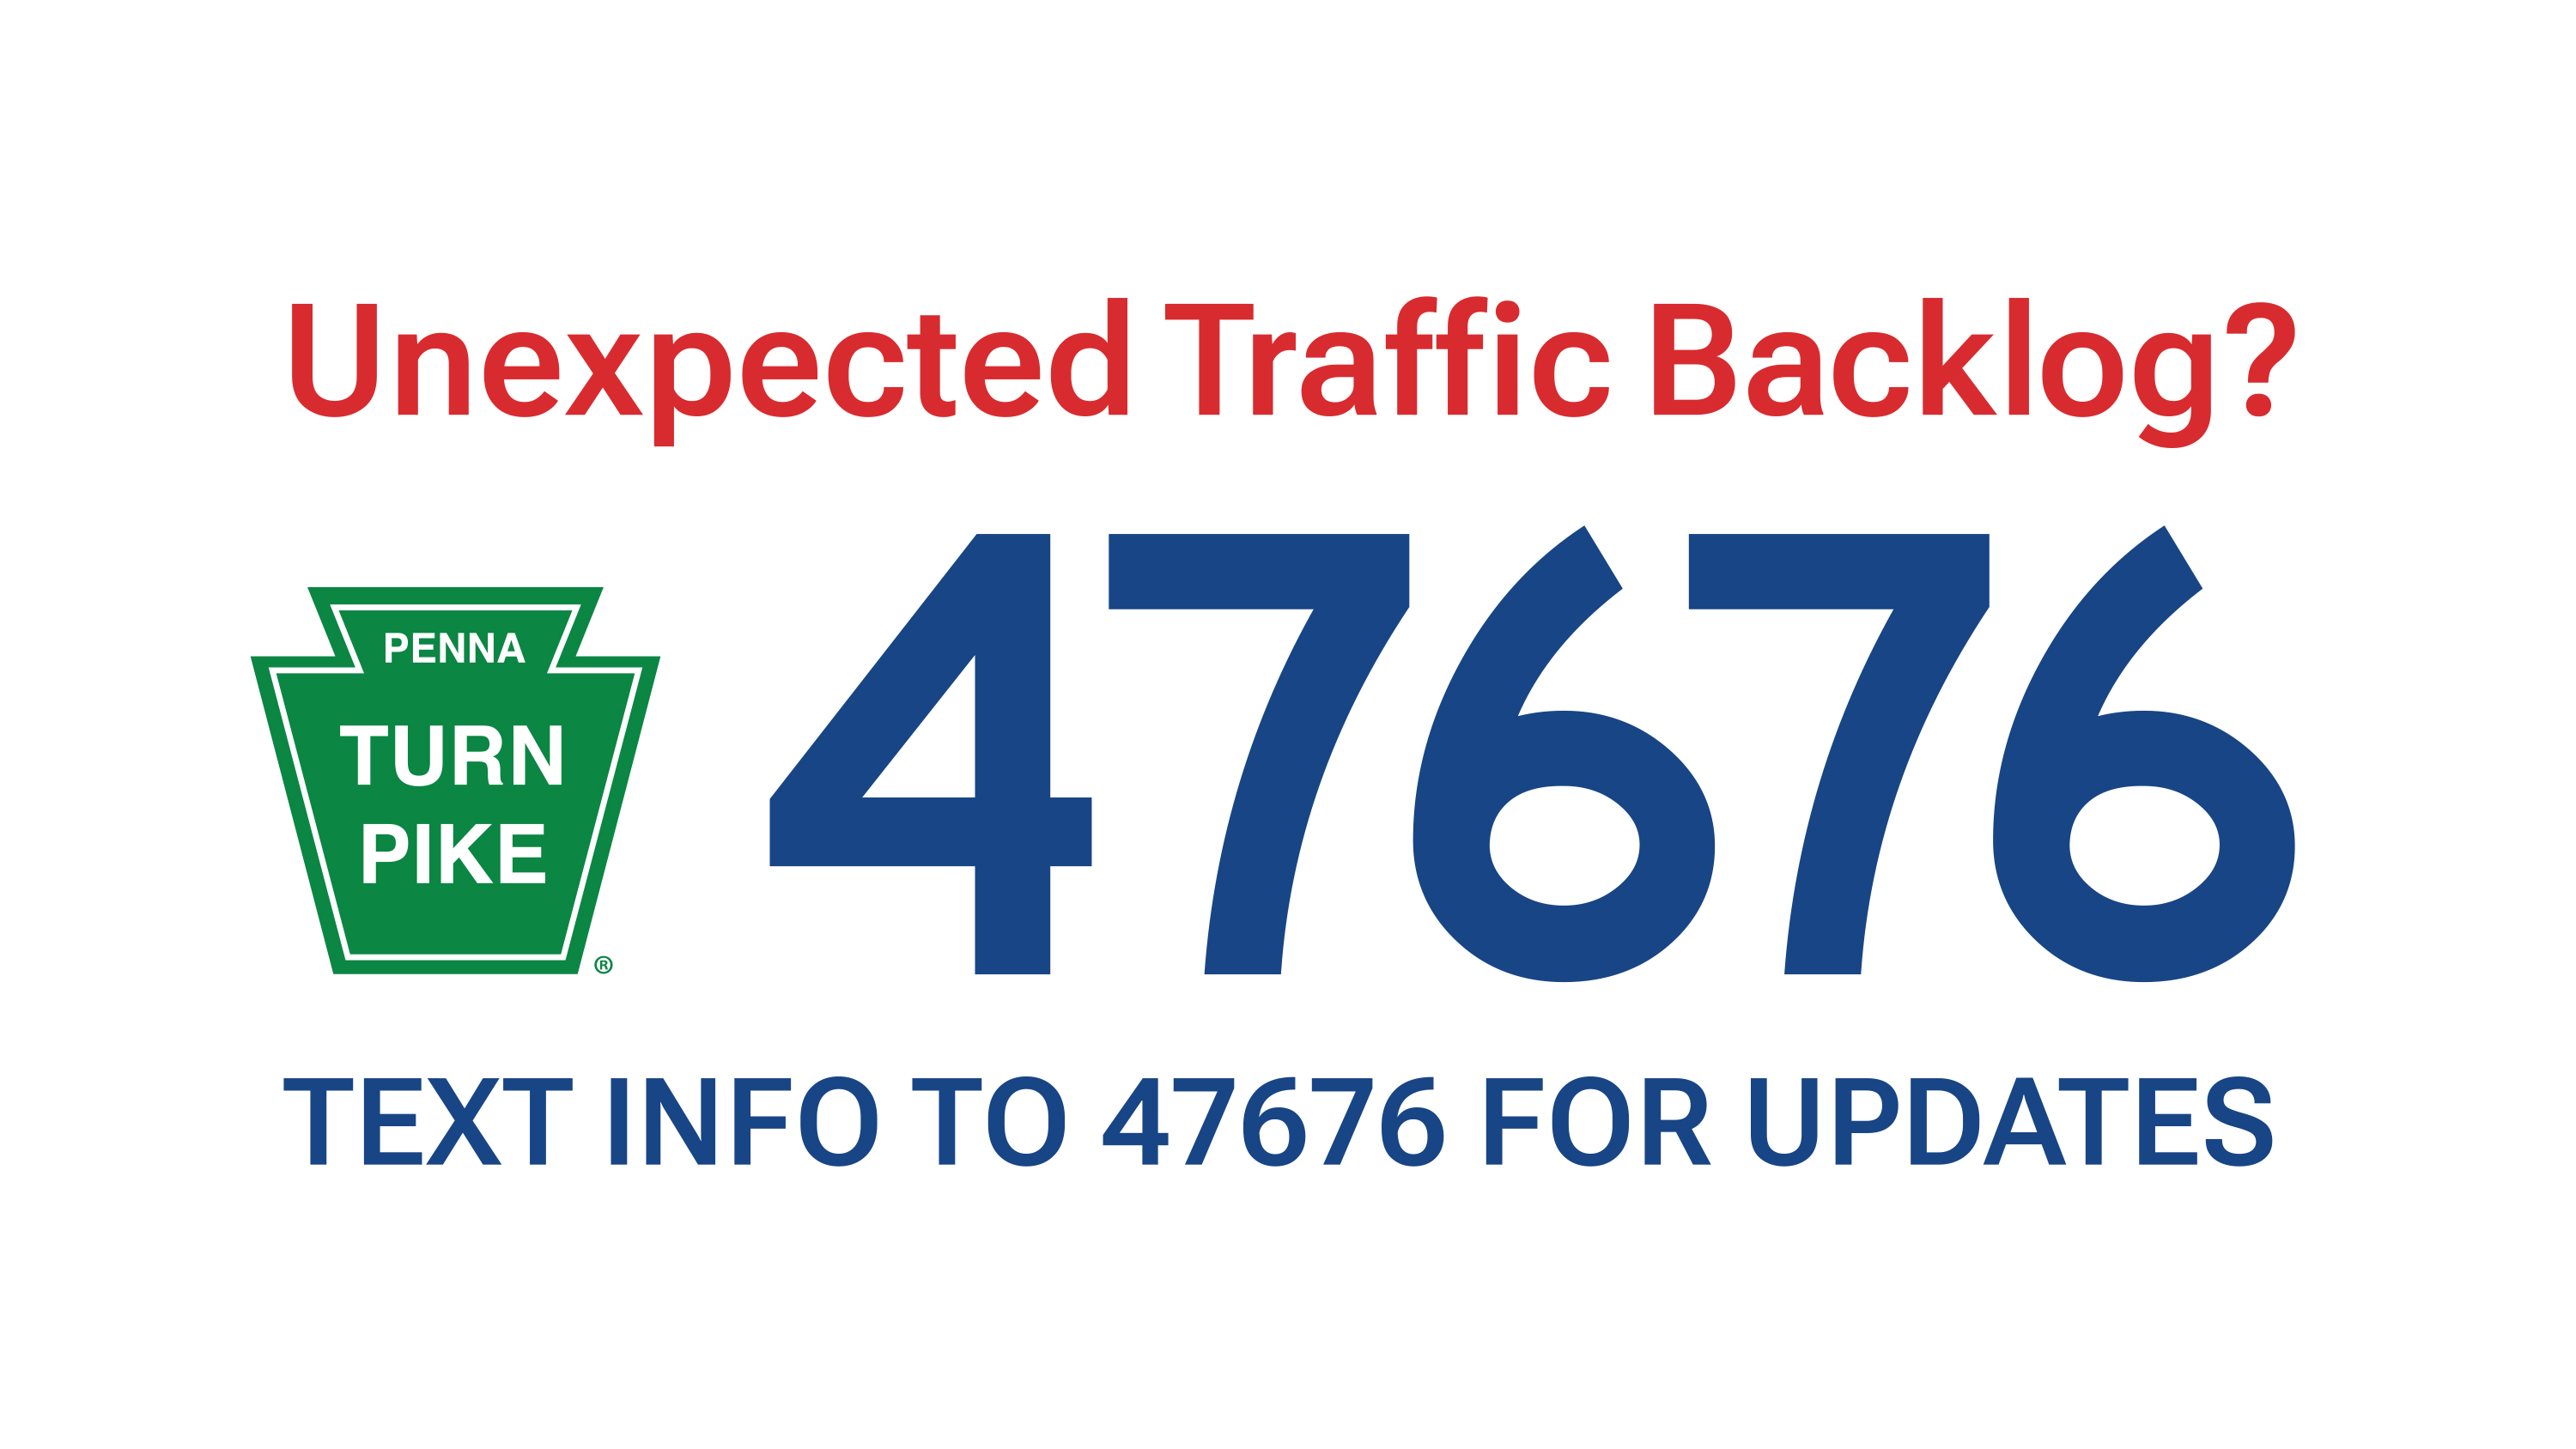 Unexpected Traffic Backlog?
PENNA
TURN
PIKE
®
47676
TEXT INFO TO 47676 FOR UPDATES